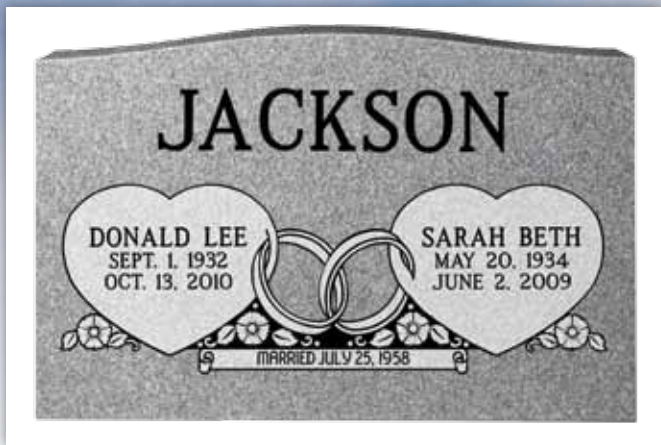 JACKSON
DONALD LEE
SEPT. 1, 1932
OCT. 13, 2010
SARAH BETH
MAY 20, 1934
JUNE 2, 2009
MARRIED JULY 25, 1958